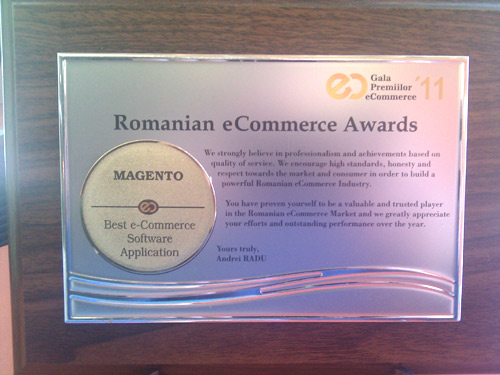 Gala
Premiilor
eCommerce '11
Romanian eCommerce Awards
We strongly believe in professionalism and achievements based on
quality of service. We encourage high standards, honesty and
respect towards the market and consumer in order to build a
powerful Romanian eCommerce Industry.
You have proven yourself to be a valuable and trusted player
in the Romanian eCommerce Market and we greatly appreciate
your efforts and outstanding performance over the year.
Yours truly,
Andrei RADU
MAGENTO
Best e-Commerce
Software
Application